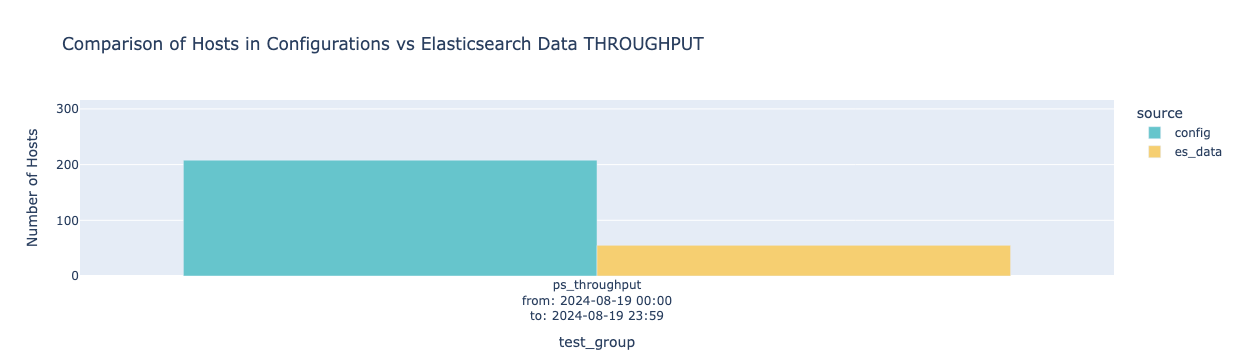 Comparison of Hosts in Configurations vs Elasticsearch Data THROUGHPUT
Number of Hosts
300
200
100
0
ps_throughput
from: 2024-08-19 00:00
to: 2024-08-19 23:59
test_group
source
config
es_data